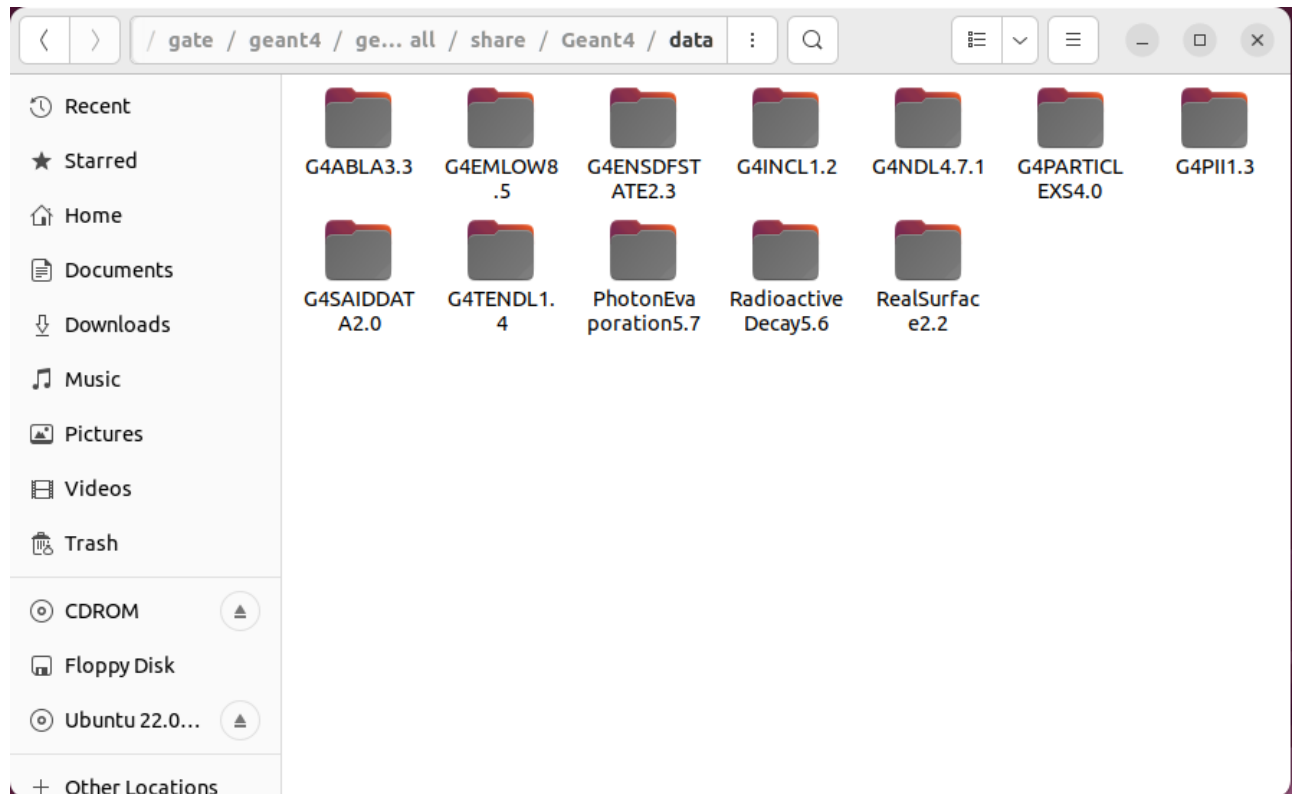 / gate / geant4 / ge... all / share / Geant4 / data
Recent
Starred
Home
Documents
Downloads
Music
Pictures
Videos
Trash
CDROM
Floppy Disk
Ubuntu 22.0...
+ Other Locations
G4ABLA3.3
G4EMLOW8
.5
G4ENSDFST
ATE2.3
G4INCL1.2
G4NDL4.7.1
G4PARTICL
EXS4.0
G4PII1.3
G4SAIDDAT
A2.0
G4TENDL1.
4
PhotonEva
poration5.7
Radioactive
Decay5.6
RealSurfac
e2.2